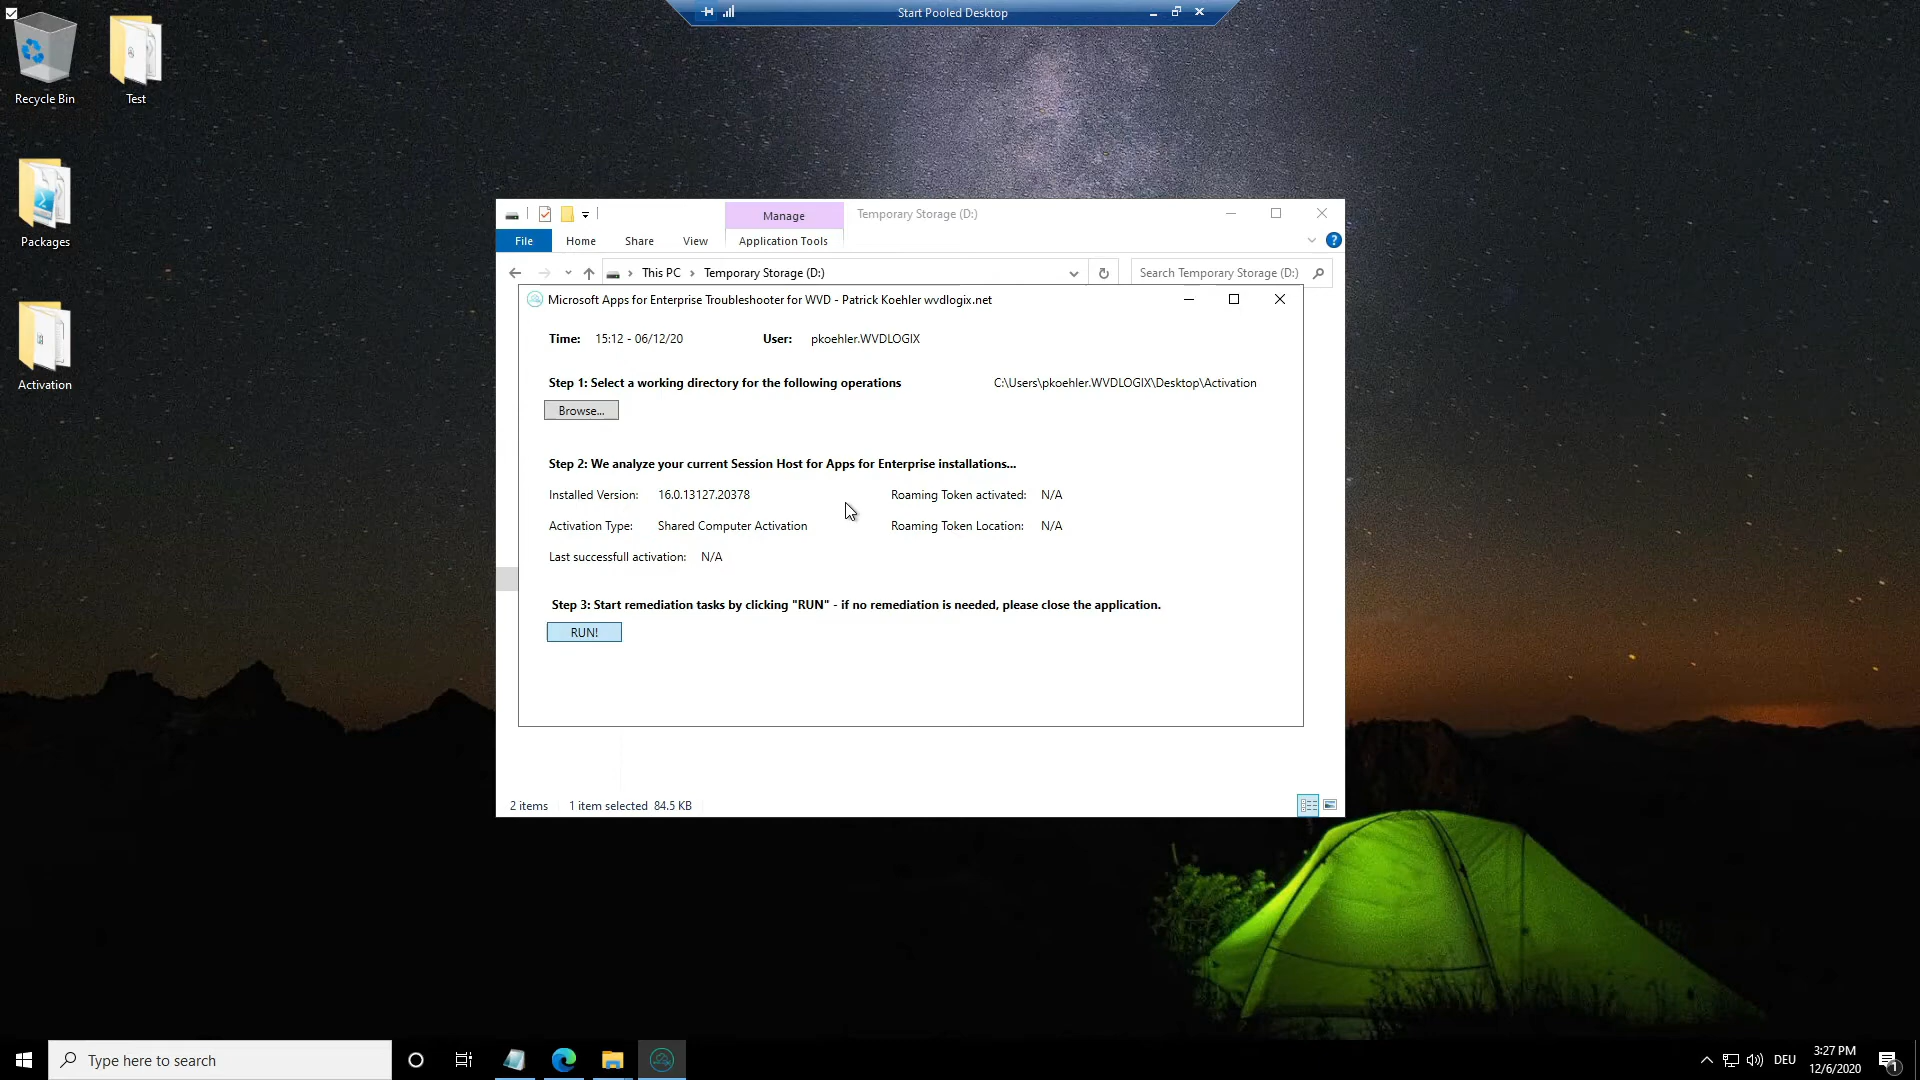 Start Pooled Desktop
Recycle Bin
Test
Packages
Activation
Manage
Temporary Storage (D:)
File
Home
Share
View
Application Tools
This PC
Temporary Storage (D:)
Search Temporary Storage (D:)
Microsoft Apps for Enterprise Troubleshooter for WVD - Patrick Koehler wvdlogix.net
Time: 15:12 - 06/12/20
User: pkoehler.WVDLOGIX
Step 1: Select a working directory for the following operations
C:\Users\pkoehler.WVDLOGIX\Desktop\Activation
Browse...
Step 2: We analyze your current Session Host for Apps for Enterprise installations...
Installed Version: 16.0.13127.20378
Roaming Token activated: N/A
Activation Type: Shared Computer Activation
Roaming Token Location: N/A
Last successfull activation: N/A
Step 3: Start remediation tasks by clicking "RUN" - if no remediation is needed, please close the application.
RUN!
2 items
1 item selected 84.5 KB
Type here to search
DEU
3:27 PM
12/6/2020
1